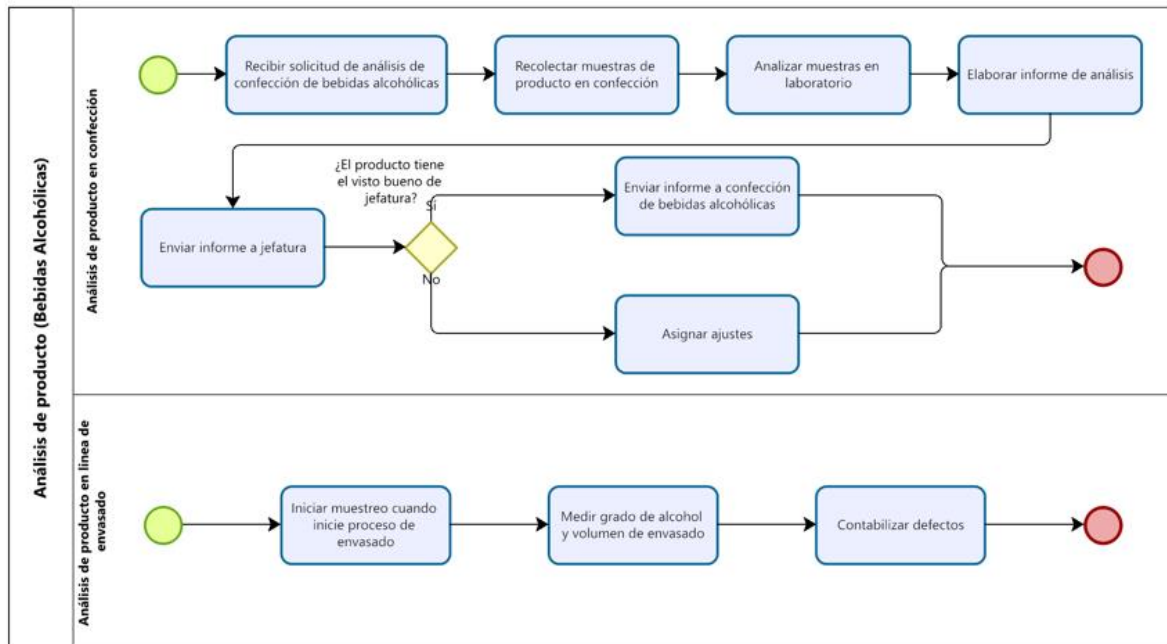 Análisis de producto (Bebidas Alcohólicas)
Análisis de producto en confección
Recibir solicitud de análisis de
confección de bebidas alcohólicas
Recolectar muestras de
producto en confección
Analizar muestras en
laboratorio
Elaborar informe de análisis
Enviar informe a jefatura
¿El producto tiene
el visto bueno de
jefatura?
Sí
No
Enviar informe a confección
de bebidas alcohólicas
Asignar ajustes
Análisis de producto en linea de
envasado
Iniciar muestreo cuando
inicie proceso de
envasado
Medir grado de alcohol
y volumen de envasado
Contabilizar defectos